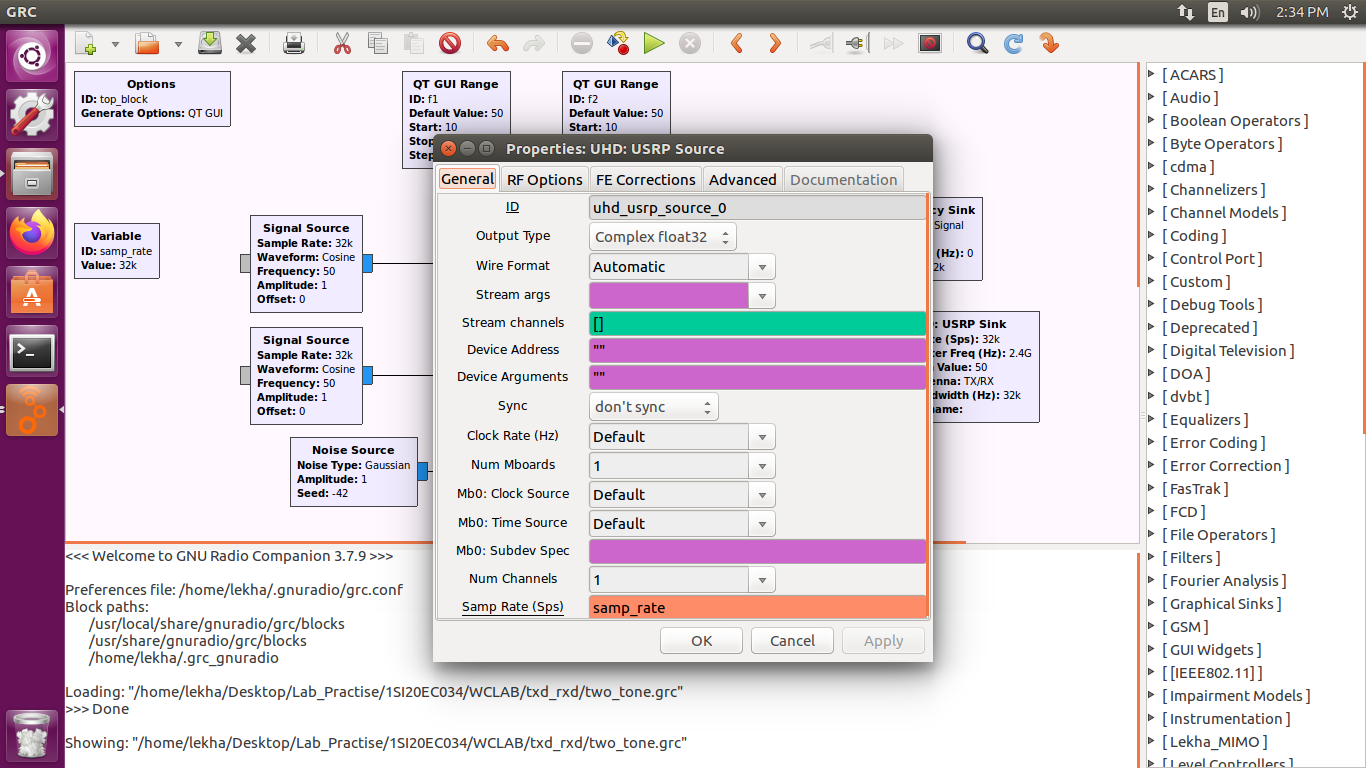 GRC
En
2:34 PM
Options
ID: top_block
Generate Options: QT GUI
QT GUI Range
ID: f1
Default Value: 50
Start: 10
Stop
Step
QT GUI Range
ID: f2
Default Value: 50
Start: 10
Variable
ID: samp_rate
Value: 32k
Signal Source
Sample Rate: 32k
Waveform: Cosine
Frequency: 50
Amplitude: 1
Offset: 0
Signal Source
Sample Rate: 32k
Waveform: Cosine
Frequency: 50
Amplitude: 1
Offset: 0
Noise Source
Noise Type: Gaussian
Amplitude: 1
Seed: -42
cy Sink
Signal
(Hz): 0
2k
: USRP Sink
e (Sps): 32k
ter Freq (Hz): 2.4G
n Value: 50
enna: TX/RX
dwidth (Hz): 32k
name:
Properties: UHD: USRP Source
General
RF Options
FE Corrections
Advanced
Documentation
ID
uhd_usrp_source_0
Output Type
Complex float32
Wire Format
Automatic
Stream args
Stream channels
[]
Device Address
""
Device Arguments
""
Sync
don't sync
Clock Rate (Hz)
Default
Num Mboards
1
Mb0: Clock Source
Default
Mb0: Time Source
Default
Mb0: Subdev Spec
Num Channels
1
Samp Rate (Sps)
samp_rate
OK
Cancel
Apply
<<< Welcome to GNU Radio Companion 3.7.9 >>>
Preferences file: /home/lekha/.gnuradio/grc.conf
Block paths:
/usr/local/share/gnuradio/grc/blocks
/usr/share/gnuradio/grc/blocks
/home/lekha/.grc_gnuradio
Loading: "/home/lekha/Desktop/Lab_Practise/1SI20EC034/WCLAB/txd_rxd/two_tone.grc"
>>> Done
Showing: "/home/lekha/Desktop/Lab_Practise/1SI20EC034/WCLAB/txd_rxd/two_tone.grc"
[ ACARS ]
[ Audio ]
[ Boolean Operators ]
[ Byte Operators ]
[ cdma ]
[ Channelizers ]
[ Channel Models ]
[ Coding ]
[ Control Port ]
[ Custom ]
[ Debug Tools ]
[ Deprecated ]
[ Digital Television ]
[ DOA ]
[ dvbt ]
[ Equalizers ]
[ Error Coding ]
[ Error Correction ]
[ FasTrak ]
[ FCD ]
[ File Operators ]
[ Filters ]
[ Fourier Analysis ]
[ Graphical Sinks ]
[ GSM ]
[ GUI Widgets ]
[ [IEEE802.11] ]
[ Impairment Models ]
[ Instrumentation ]
[ Lekha_MIMO ]
[ Level Controllers ]